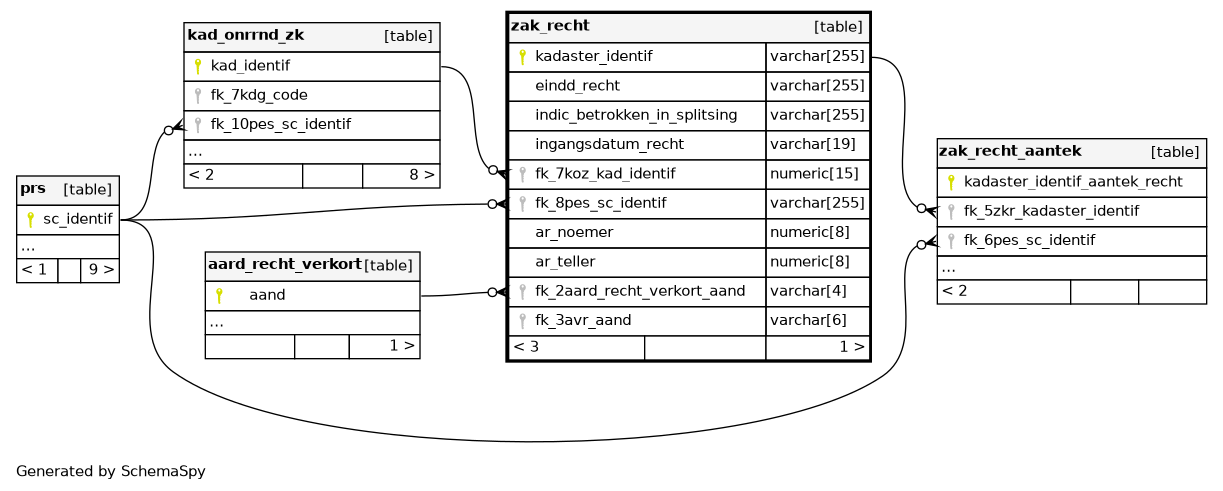 kad_onrrnd_zk [table]
kad_identif
fk_7kdg_code
fk_10pes_sc_identif
...
< 2 8 >
prs [table]
sc_identif
...
< 1 9 >
aard_recht_verkort [table]
aand
...
1 >
zak_recht [table]
kadaster_identif varchar[255]
eindd_recht varchar[255]
indic_betrokken_in_splitsing varchar[255]
ingangsdatum_recht varchar[19]
fk_7koz_kad_identif numeric[15]
fk_8pes_sc_identif varchar[255]
ar_noemer numeric[8]
ar_teller numeric[8]
fk_2aard_recht_verkort_aand varchar[4]
fk_3avr_aand varchar[6]
< 3 1 >
zak_recht_aantek [table]
kadaster_identif_aantek_recht
fk_5zkr_kadaster_identif
fk_6pes_sc_identif
...
< 2
Generated by SchemaSpy